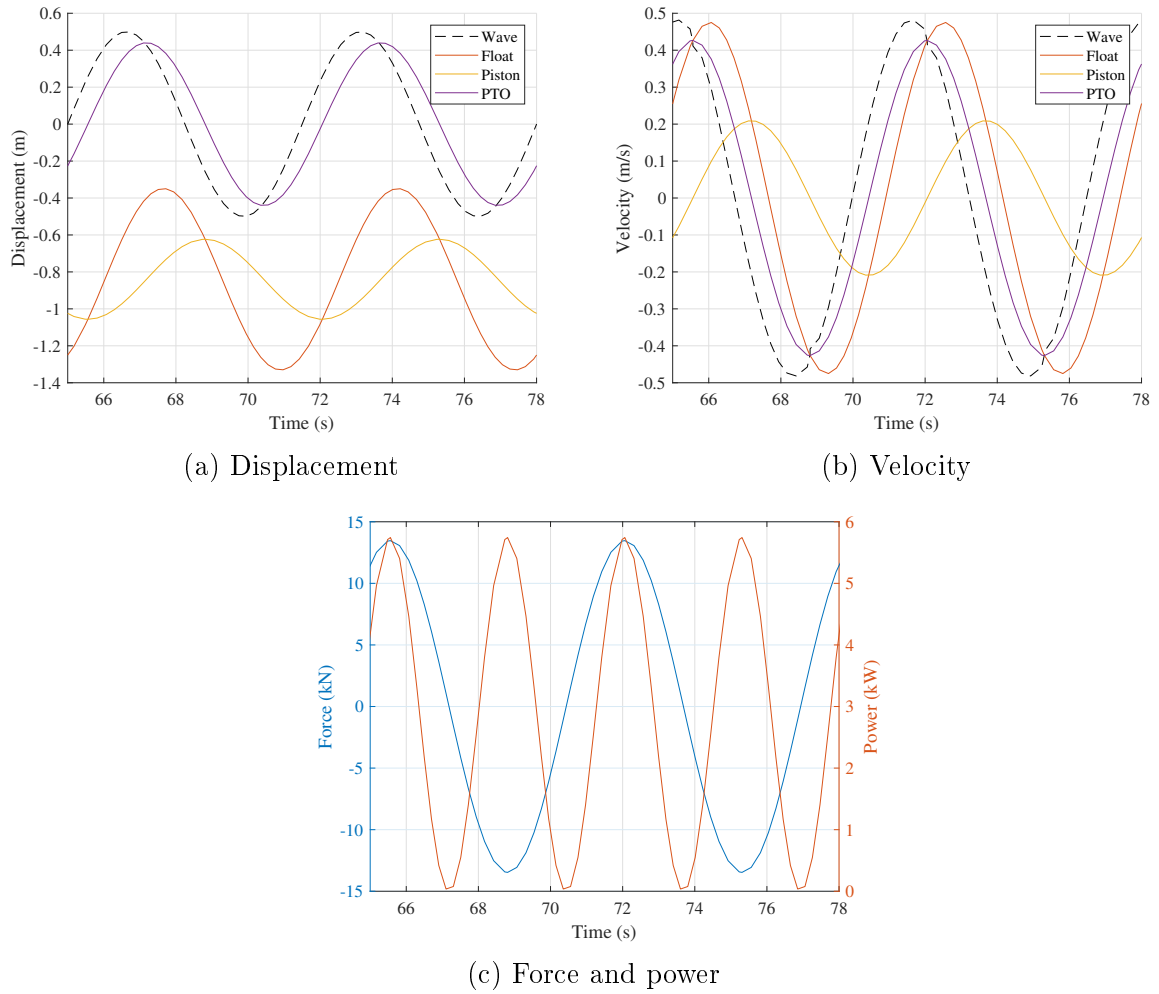 0.6
0.4
0.2
0
-0.2
-0.4
-0.6
-0.8
-1
-1.2
-1.4
Displacement (m)
Wave
Float
Piston
PTO
66 68 70 72 74 76 78
Time (s)
(a) Displacement
0.5
0.4
0.3
0.2
0.1
0
-0.1
-0.2
-0.3
-0.4
-0.5
Velocity (m/s)
Wave
Float
Piston
PTO
66 68 70 72 74 76 78
Time (s)
(b) Velocity
15
10
5
0
-5
-10
-15
Force (kN)
6
5
4
3
2
1
0
Power (kW)
66 68 70 72 74 76 78
Time (s)
(c) Force and power